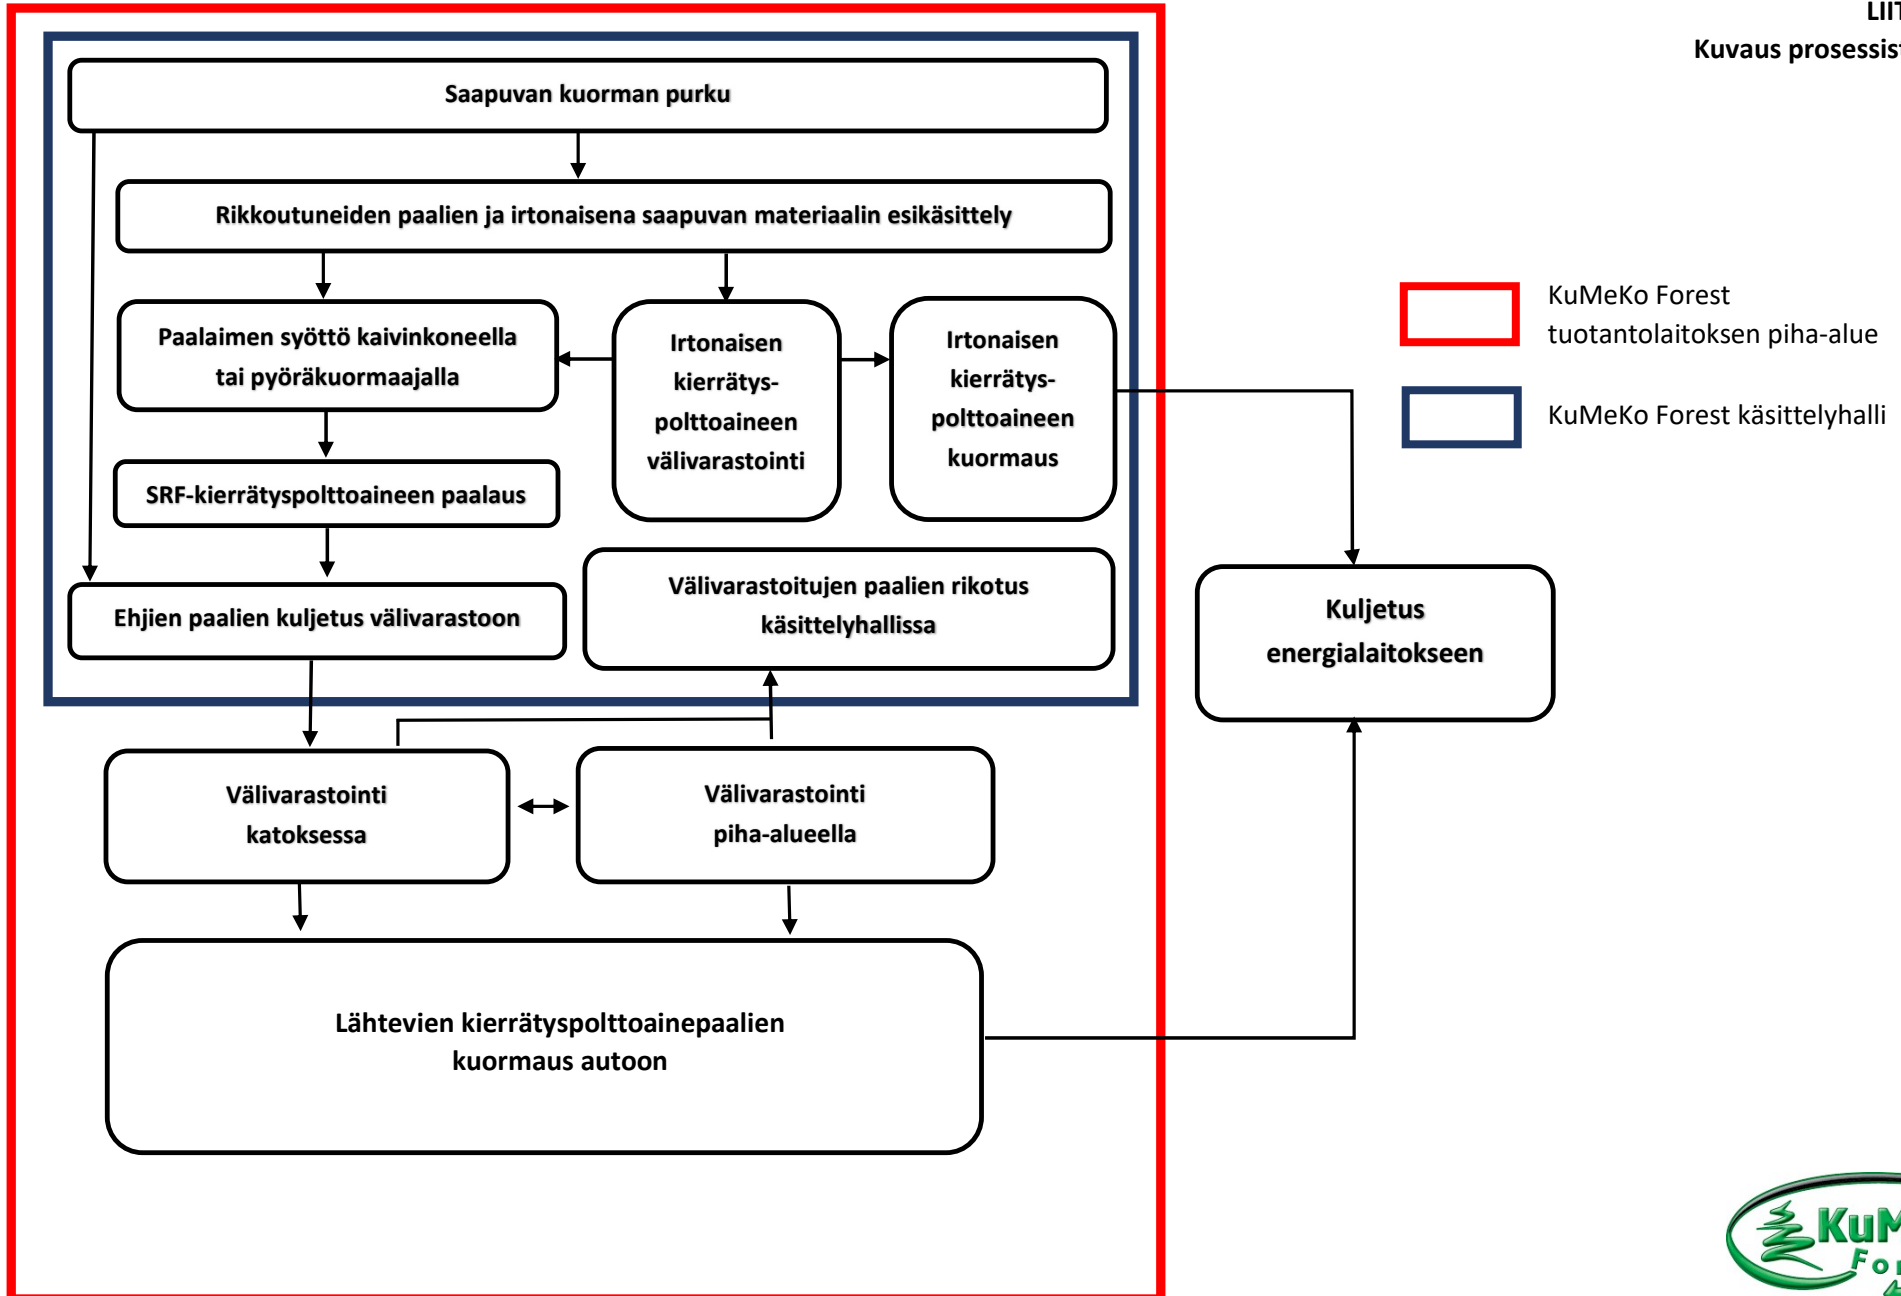 Kuvaus
Saapuvan kuorman purku
Rikkoutuneiden paalien ja irtonaisena saapuvan materiaalin esikäsittely
Paalaimen syöttö kaivinkoneella
tai pyöräkuormaajalla
Irtonaisen
kierrätys-
polttoaineen
välivarastointi
Irtonaisen
kierrätys-
polttoaineen
kuormaus
SRF-kierrätyspolttoaineen paalaus
Ehjien paalien kuljetus välivarastoon
Välivarastoitujen paalien rikotus
käsittelyhallissa
Välivarastointi
katoksessa
Välivarastointi
piha-alueella
Lähtevien kierrätyspolttoainepaalien
kuormaus autoon
Kuljetus
energialaitokseen
KuMeKo Forest
tuotantolaitoksen piha-alue
KuMeKo Forest käsittelyhalli